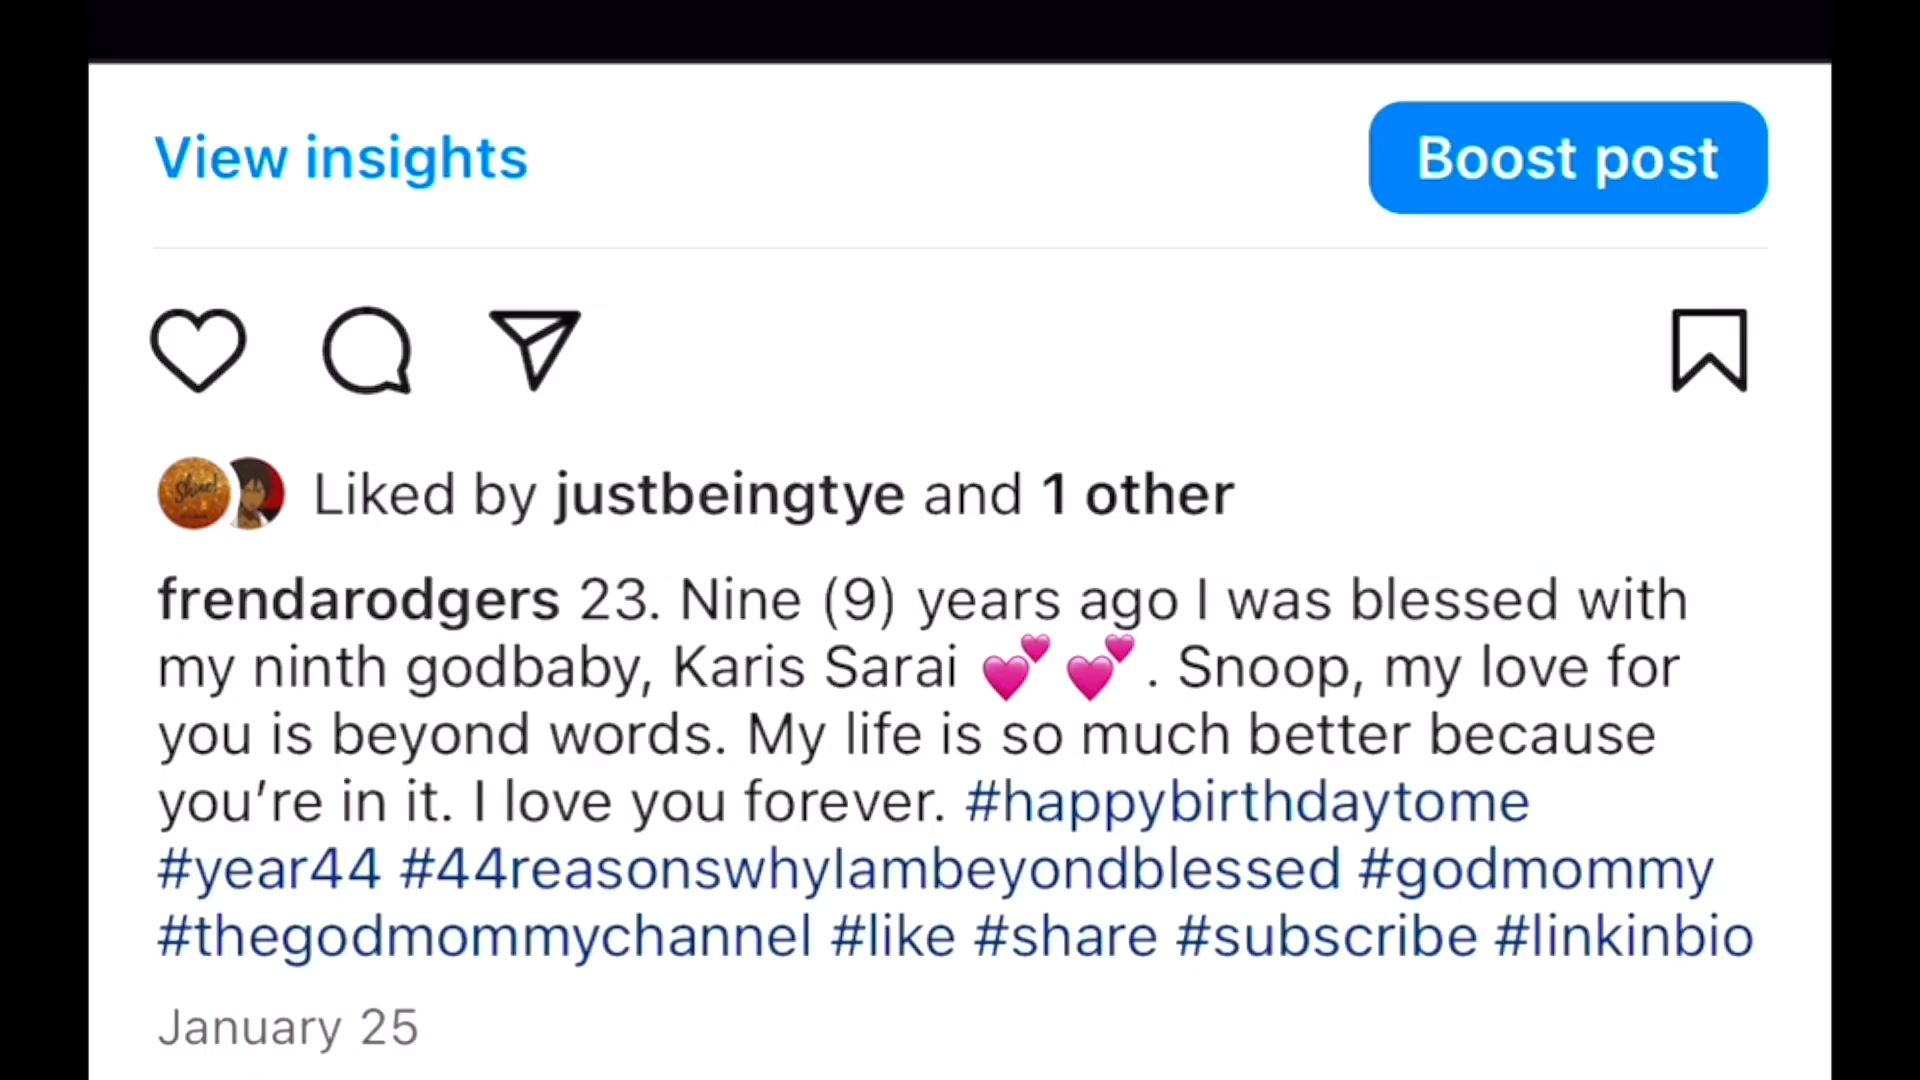 View insights
Boost post
Shine!
Liked by justbeingtye and 1 other
frendarodgers 23. Nine (9) years ago I was blessed with
my ninth godbaby, Karis Sarai 💕💕. Snoop, my love for
you is beyond words. My life is so much better because
you’re in it. I love you forever. #happybirthdaytome
#year44 #44reasonswhyIambeyondblessed #godmommy
#thegodmommychannel #like #share #subscribe #linkinbio
January 25